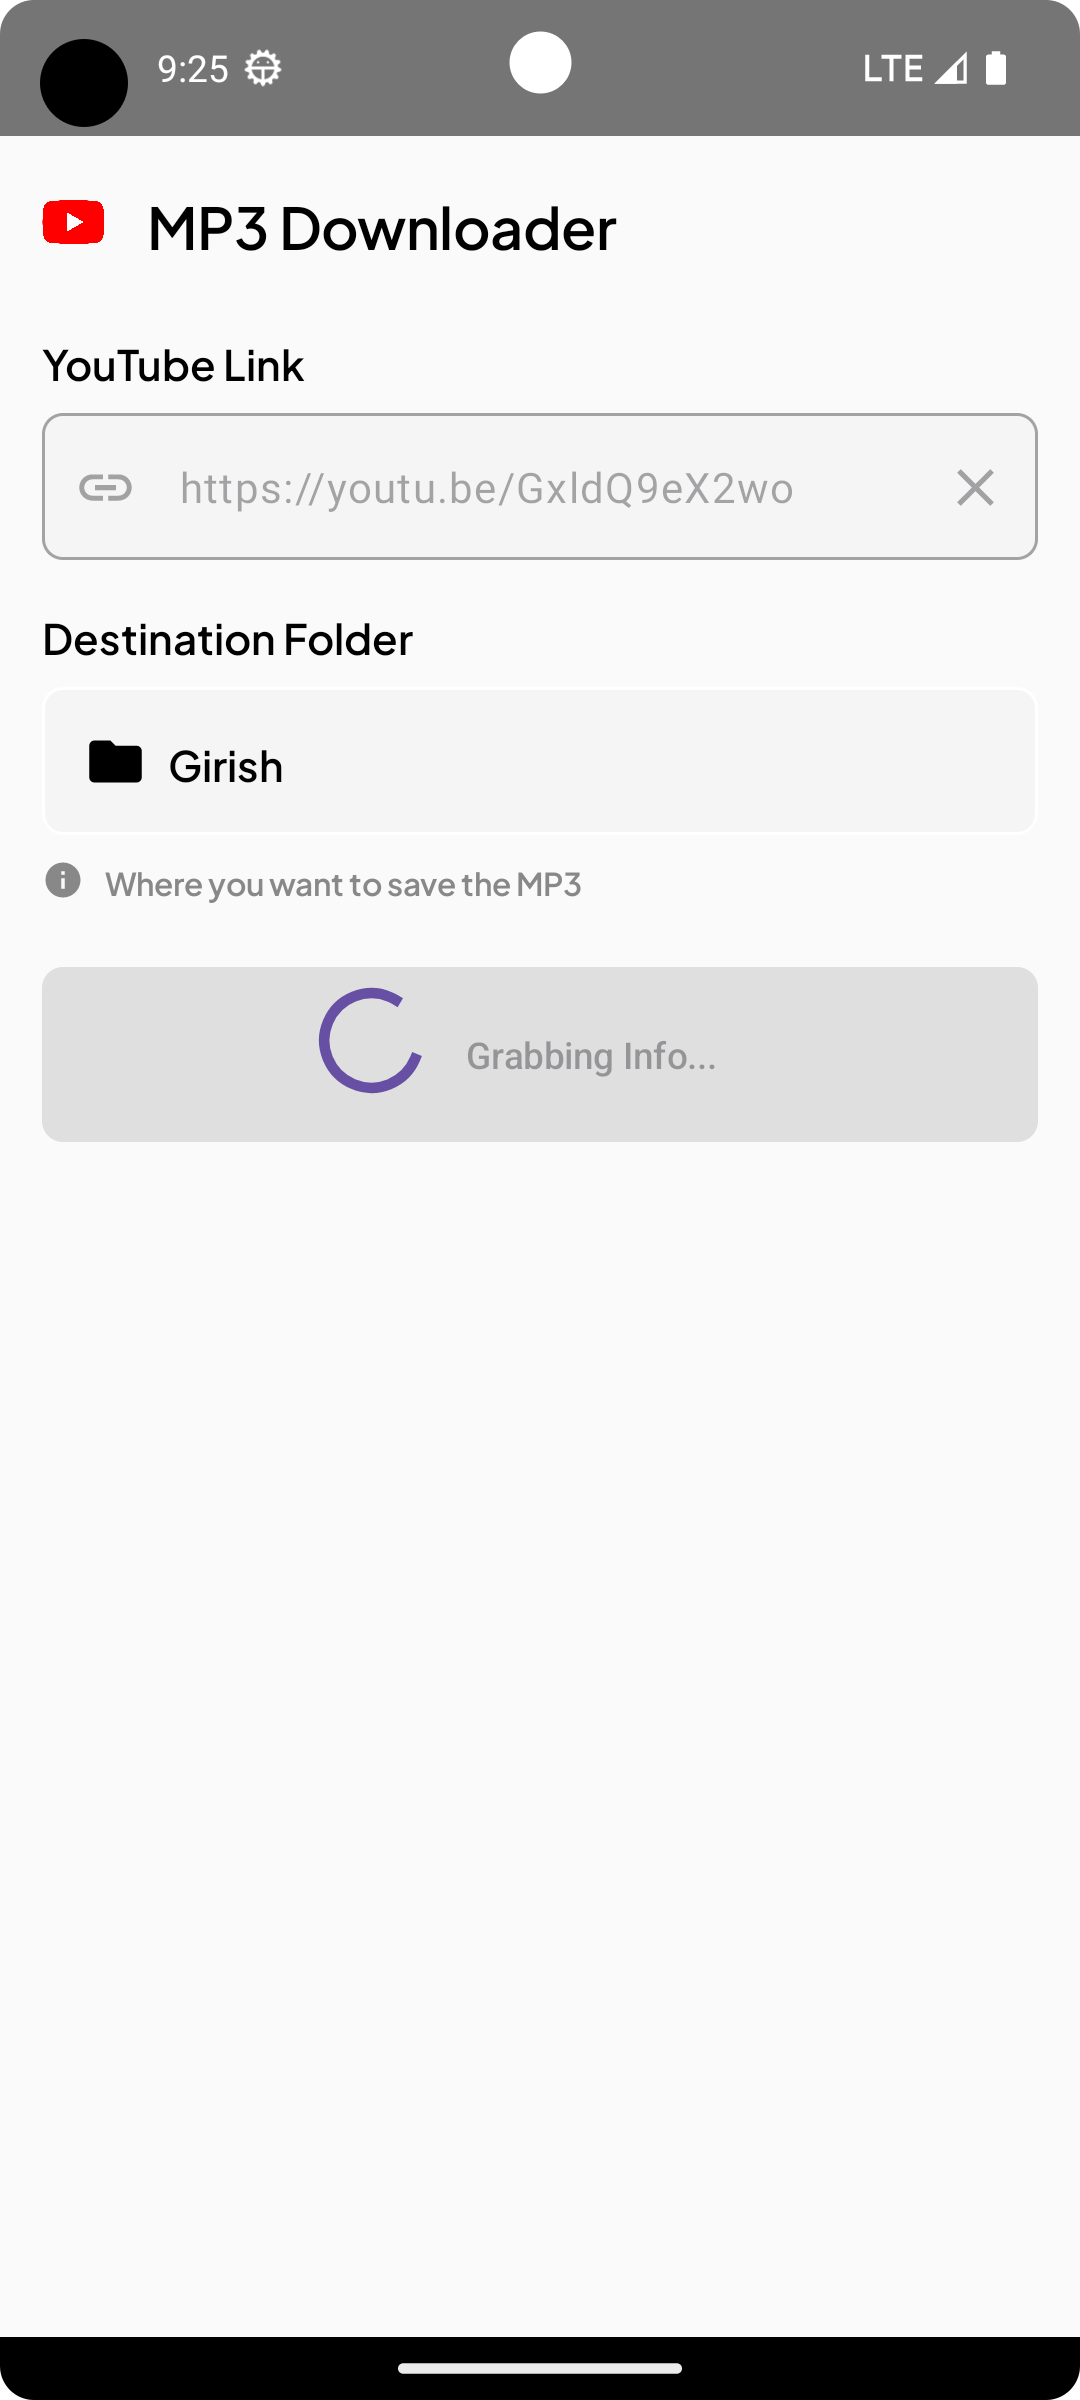 9:25
LTE
MP3 Downloader
YouTube Link
https://youtu.be/GxldQ9eX2wo
Destination Folder
Girish
Where you want to save the MP3
Grabbing Info...